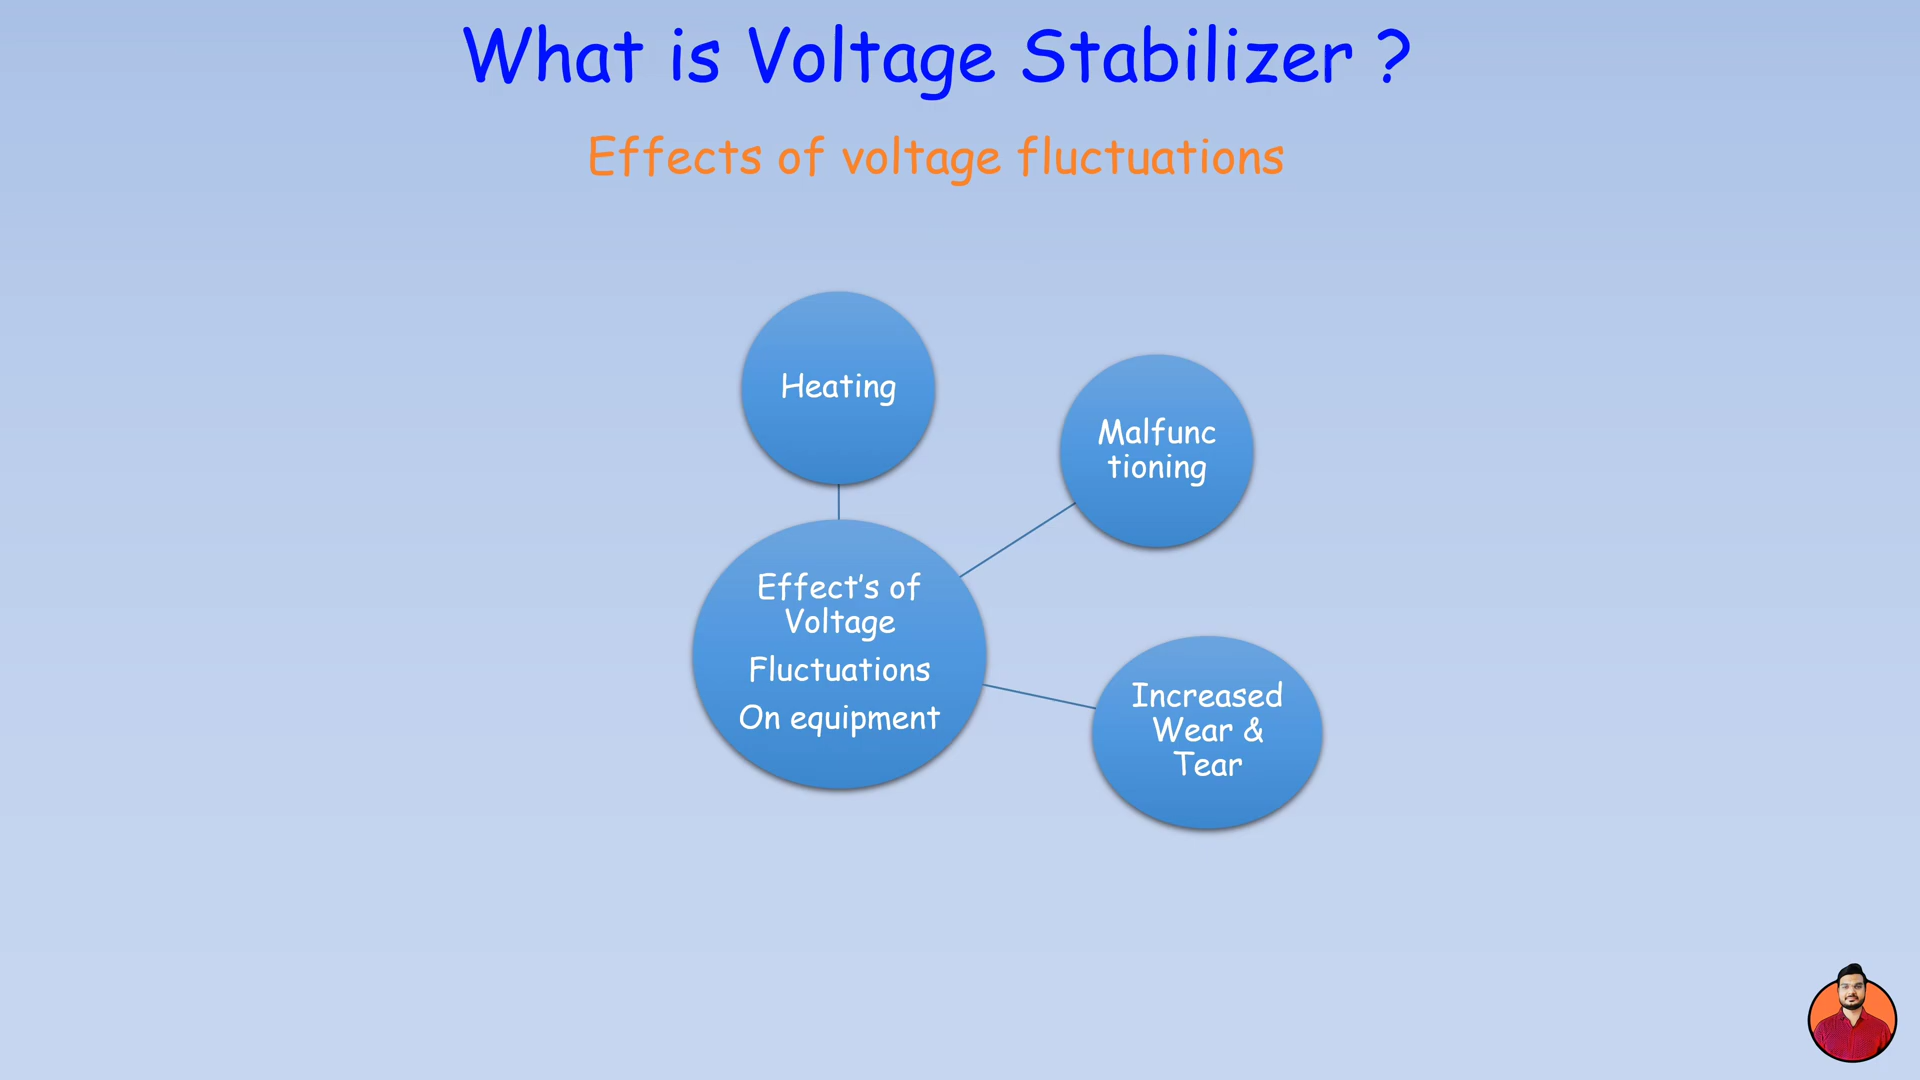 What is Voltage Stabilizer ?
Effects of voltage fluctuations
Heating
Malfunc
tioning
Effect’s of
Voltage
Fluctuations
On equipment
Increased
Wear &
Tear